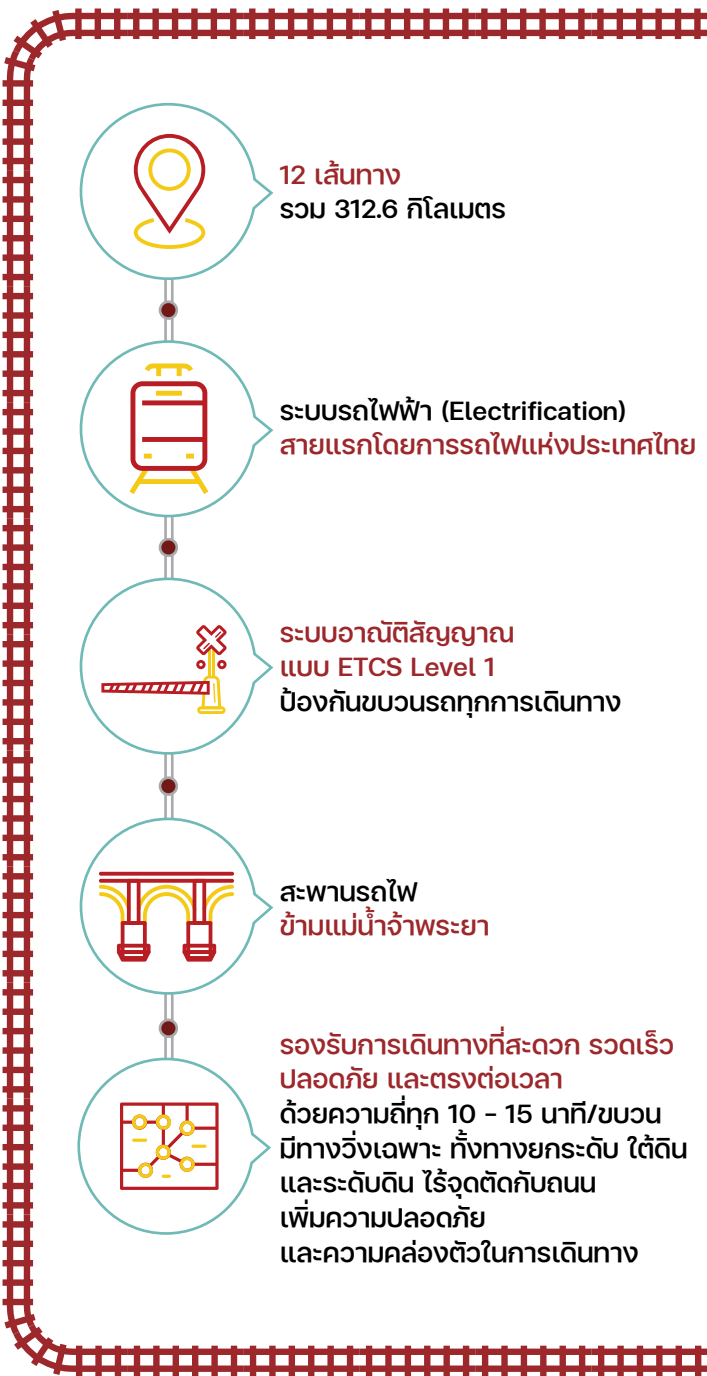 12 เส้นทาง
รวม 312.6 กิโลเมตร
ระบบรถไฟฟ้า (Electrification)
สายแรกโดยการรถไฟแห่งประเทศไทย
ระบบอาณัติสัญญาณ
แบบ ETCS Level 1
ป้องกันขบวนรถทุกการเดินทาง
สะพานรถไฟ
ข้ามแม่น้ำเจ้าพระยา
รองรับการเดินทางที่สะดวก รวดเร็ว
ปลอดภัย และตรงต่อเวลา
ด้วยความถี่ทุก 10 - 15 นาที/ขบวน
มีทางวิ่งเฉพาะ ทั้งทางยกระดับ ใต้ดิน
และระดับดิน ไร้จุดตัดกับถนน
เพิ่มความปลอดภัย
และความคล่องตัวในการเดินทาง